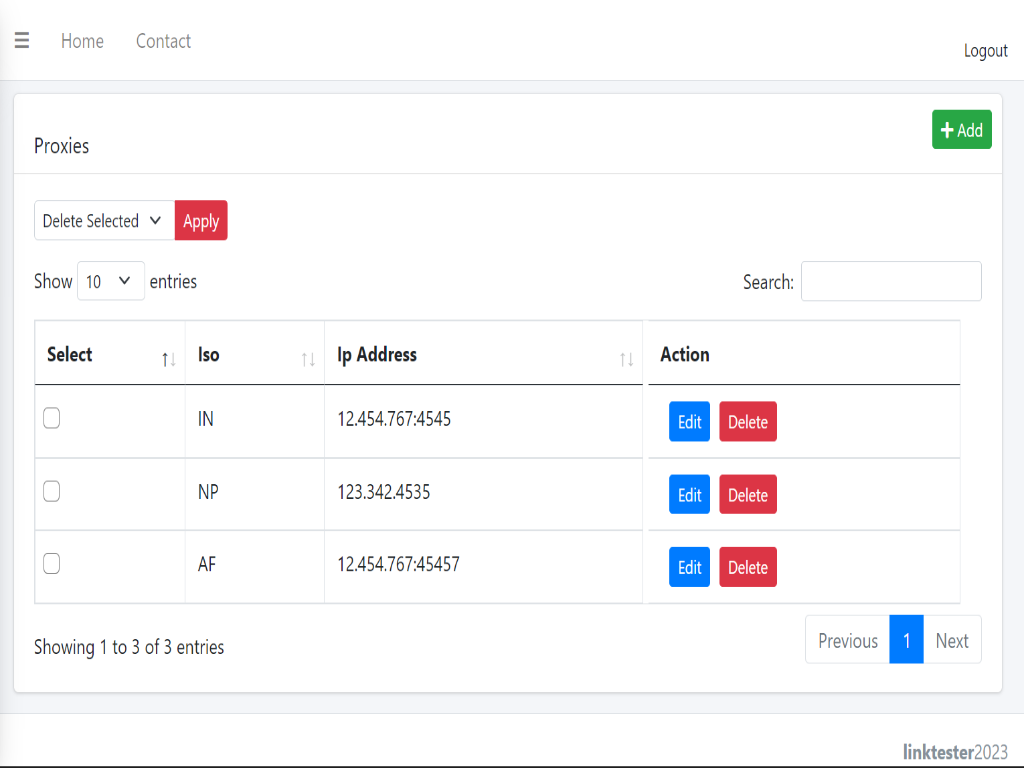 Home Contact
Logout
Add
Proxies
Delete Selected Apply
Show 10 entries Search:
Select Iso Ip Address Action
IN 12.454.767:4545 Edit Delete
NP 123.342.4535 Edit Delete
AF 12.454.767:45457 Edit Delete
Showing 1 to 3 of 3 entries Previous 1 Next
linktester2023